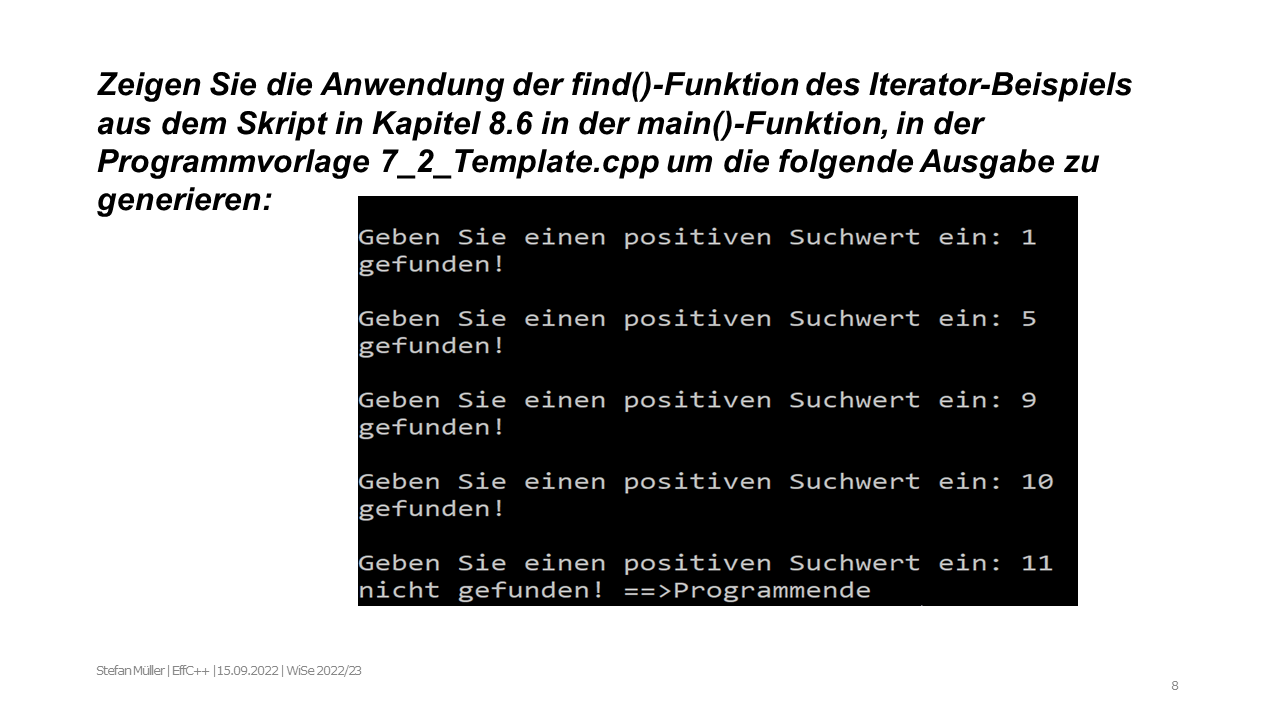 Zeigen Sie die Anwendung der find()-Funktion des Iterator-Beispiels
aus dem Skript in Kapitel 8.6 in der main()-Funktion, in der
Programmvorlage 7_2_Template.cpp um die folgende Ausgabe zu
generieren:
Geben Sie einen positiven Suchwert ein: 1
gefunden!
Geben Sie einen positiven Suchwert ein: 5
gefunden!
Geben Sie einen positiven Suchwert ein: 9
gefunden!
Geben Sie einen positiven Suchwert ein: 10
gefunden!
Geben Sie einen positiven Suchwert ein: 11
nicht gefunden! ==>Programmende
Stefan Müller | EffC++ | 15.09.2022 | WiSe 2022/23
8